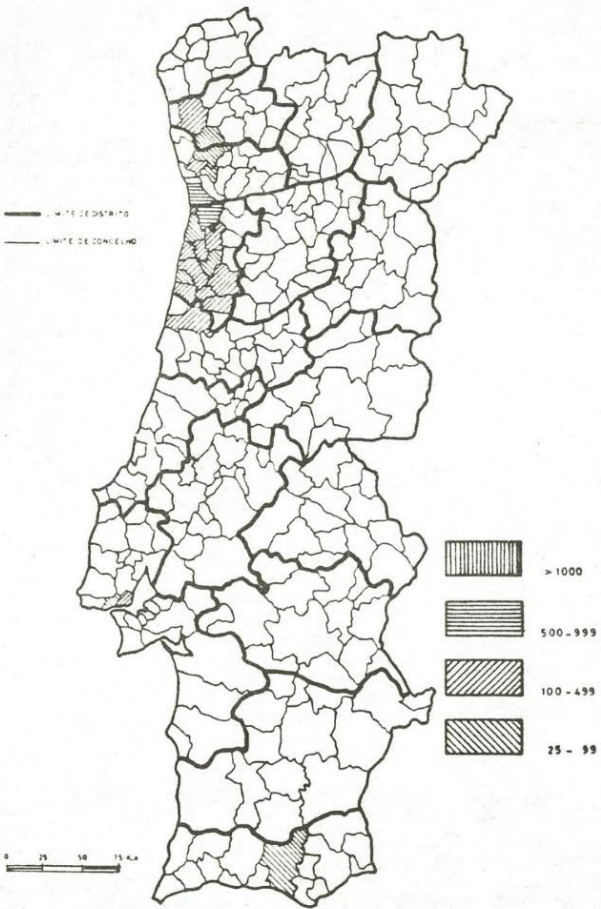 LIMITE DE DISTRITO
LIMITE DE CONCELHO
> 1000
500-999
100-499
25-99
0 25 50 75 K.M